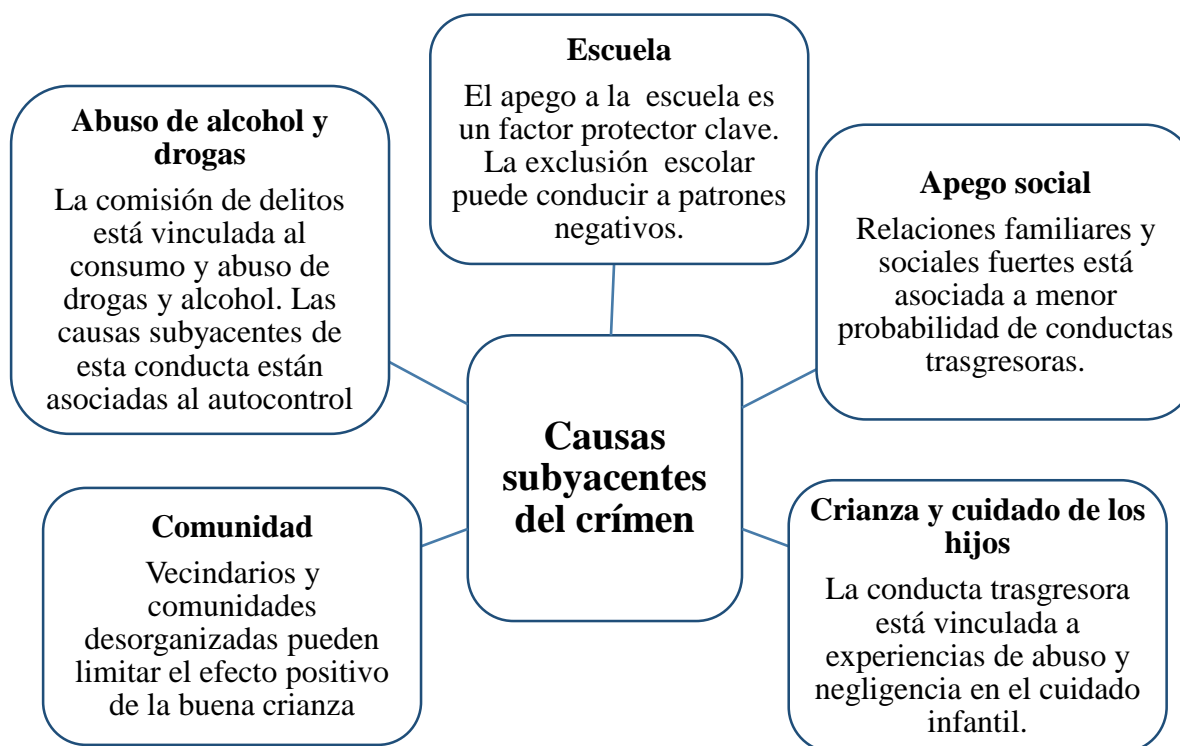 Escuela
El apego a la escuela es
un factor protector clave.
La exclusión escolar
puede conducir a patrones
negativos.
Abuso de alcohol y
drogas
La comisión de delitos
está vinculada al
consumo y abuso de
drogas y alcohol. Las
causas subyacentes de
esta conducta están
asociadas al autocontrol
Apego social
Relaciones familiares y
sociales fuertes está
asociada a menor
probabilidad de conductas
trasgresoras.
Causas
subyacentes
del crímen
Comunidad
Vecindarios y
comunidades
desorganizadas pueden
limitar el efecto positivo
de la buena crianza
Crianza y cuidado de los
hijos
La conducta trasgresora
está vinculada a
experiencias de abuso y
negligencia en el cuidado
infantil.